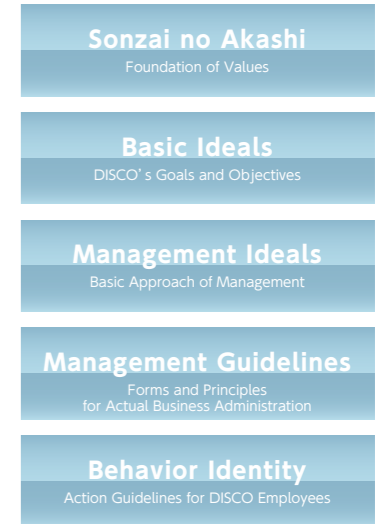 Sonzai no Akashi
Foundation of Values
Basic Ideals
DISCO's Goals and Objectives
Management Ideals
Basic Approach of Management
Management Guidelines
Forms and Principles
for Actual Business Administration
Behavior Identity
Action Guidelines for DISCO Employees